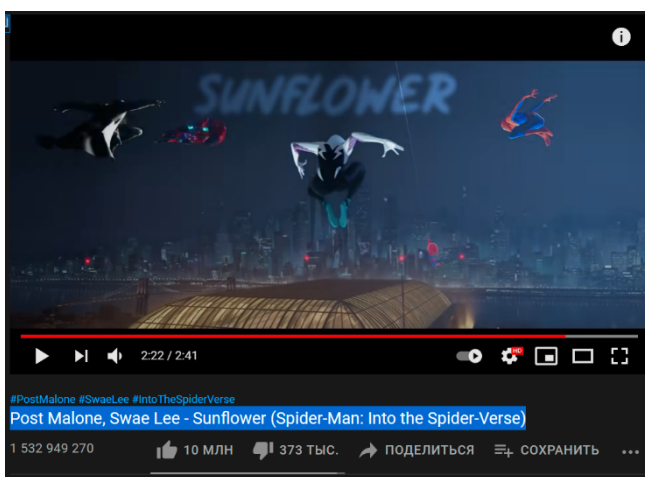 SUNFLOWER
2:22 / 2:41
HD
#PostMalone #SwaeLee #IntoTheSpiderVerse
Post Malone, Swae Lee - Sunflower (Spider-Man: Into the Spider-Verse)
1 532 949 270 10 МЛН 373 ТЫС. ПОДЕЛИТЬСЯ СОХРАНИТЬ